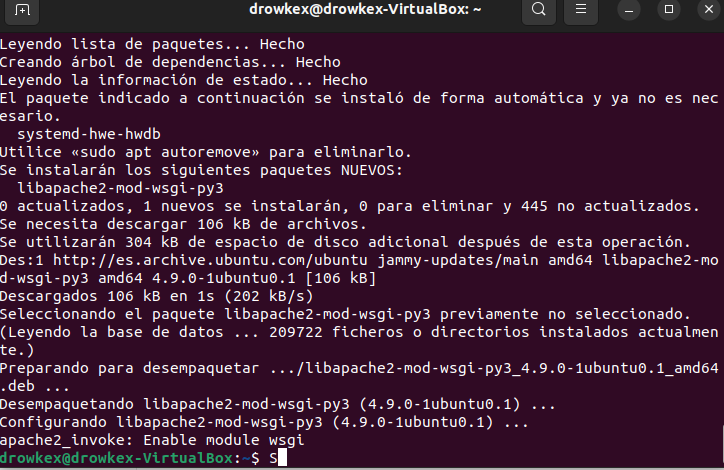 drowkex@drowkex-VirtualBox: ~
Leyendo lista de paquetes... Hecho
Creando árbol de dependencias... Hecho
Leyendo la información de estado... Hecho
El paquete indicado a continuación se instaló de forma automática y ya no es nec
esario.
  systemd-hwe-hwdb
Utilice «sudo apt autoremove» para eliminarlo.
Se instalarán los siguientes paquetes NUEVOS:
  libapache2-mod-wsgi-py3
0 actualizados, 1 nuevos se instalarán, 0 para eliminar y 445 no actualizados.
Se necesita descargar 106 kB de archivos.
Se utilizarán 304 kB de espacio de disco adicional después de esta operación.
Des:1 http://es.archive.ubuntu.com/ubuntu jammy-updates/main amd64 libapache2-mo
d-wsgi-py3 amd64 4.9.0-1ubuntu0.1 [106 kB]
Descargados 106 kB en 1s (202 kB/s)
Seleccionando el paquete libapache2-mod-wsgi-py3 previamente no seleccionado.
(Leyendo la base de datos ... 209722 ficheros o directorios instalados actualmen
te.)
Preparando para desempaquetar .../libapache2-mod-wsgi-py3_4.9.0-1ubuntu0.1_amd64
.deb ...
Desempaquetando libapache2-mod-wsgi-py3 (4.9.0-1ubuntu0.1) ...
Configurando libapache2-mod-wsgi-py3 (4.9.0-1ubuntu0.1) ...
apache2_invoke: Enable module wsgi
drowkex@drowkex-VirtualBox:~$ S